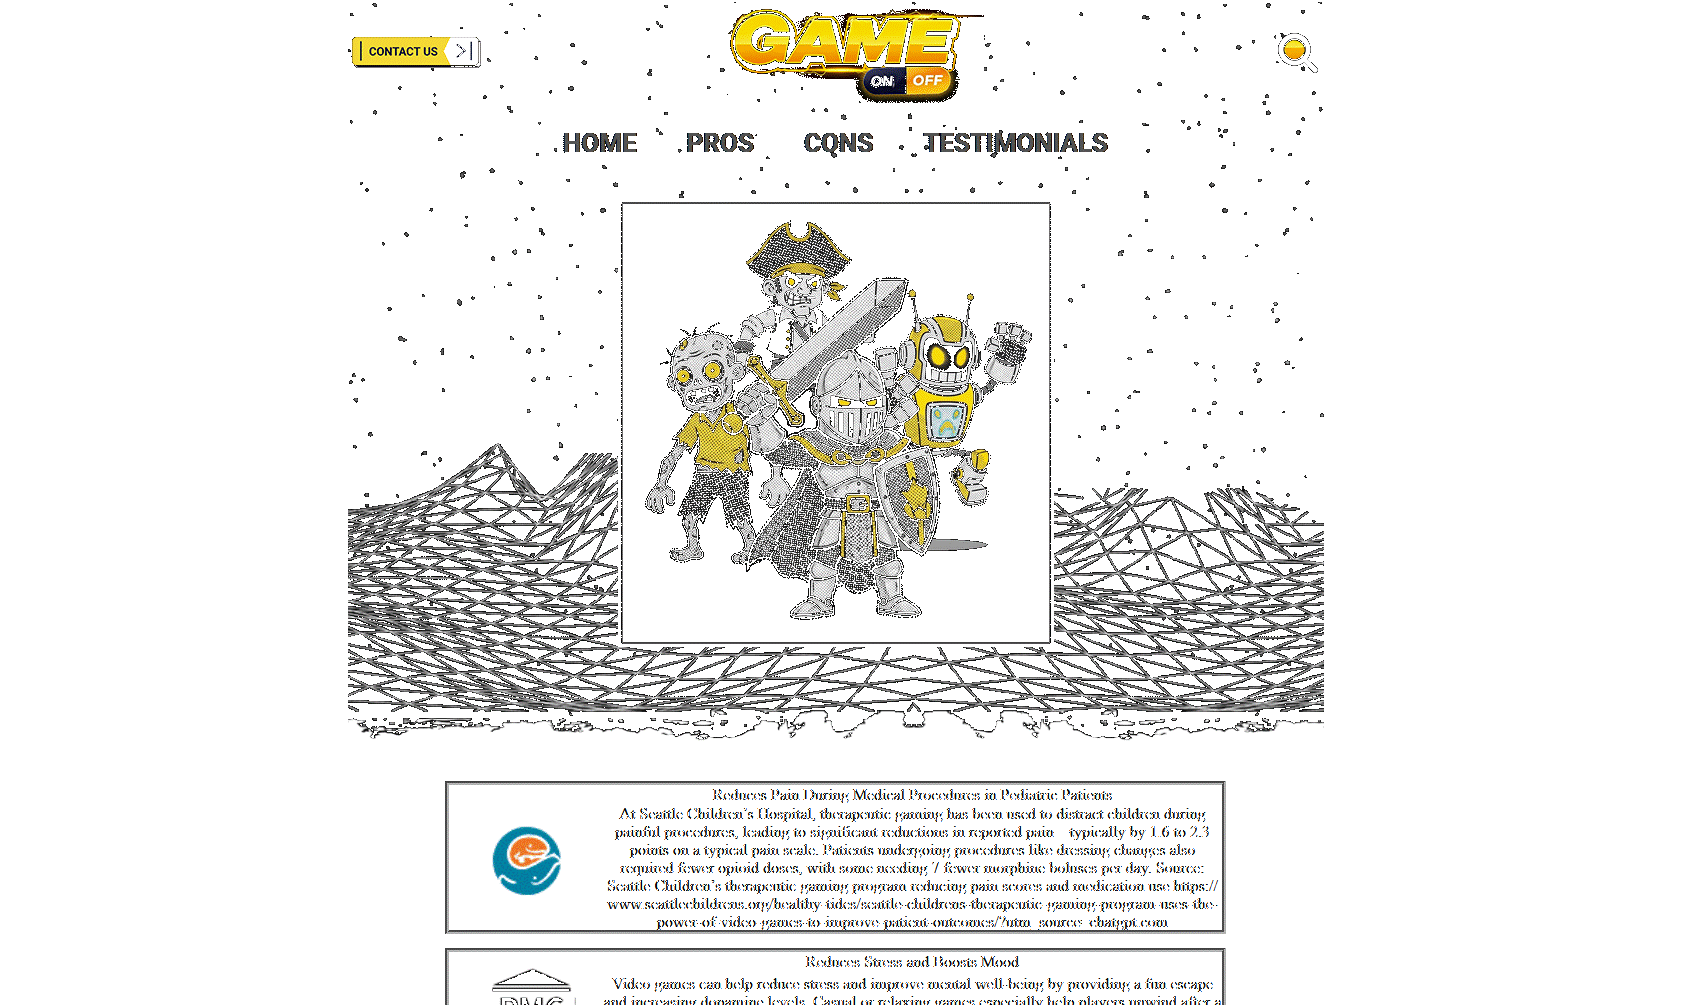 GAME
ON OFF
CONTACT US
HOME PROS CONS TESTIMONIALS
Reduces Pain During Medical Procedures in Pediatric Patients
At Seattle Children's Hospital, therapeutic gaming has been used to distract children during
painful procedures, leading to significant reductions in reported pain—typically by 1.6 to 2.3
points on a typical pain scale. Patients undergoing procedures like dressing changes also
required fewer opioid doses, with some needing 7 fewer morphine boluses per day. Source:
Seattle Children's therapeutic gaming program reducing pain scores and medication use https://
www.seattlechildrens.org/healthy-tides/seattle-childrens-therapeutic-gaming-program-uses-the-
power-of-video-games-to-improve-patient-outcomes/?utm_source=chatgpt.com
Reduces Stress and Boosts Mood
Video games can help reduce stress and improve mental well-being by providing a fun escape
and increasing dopamine levels. Casual or relaxing games especially help players unwind after a